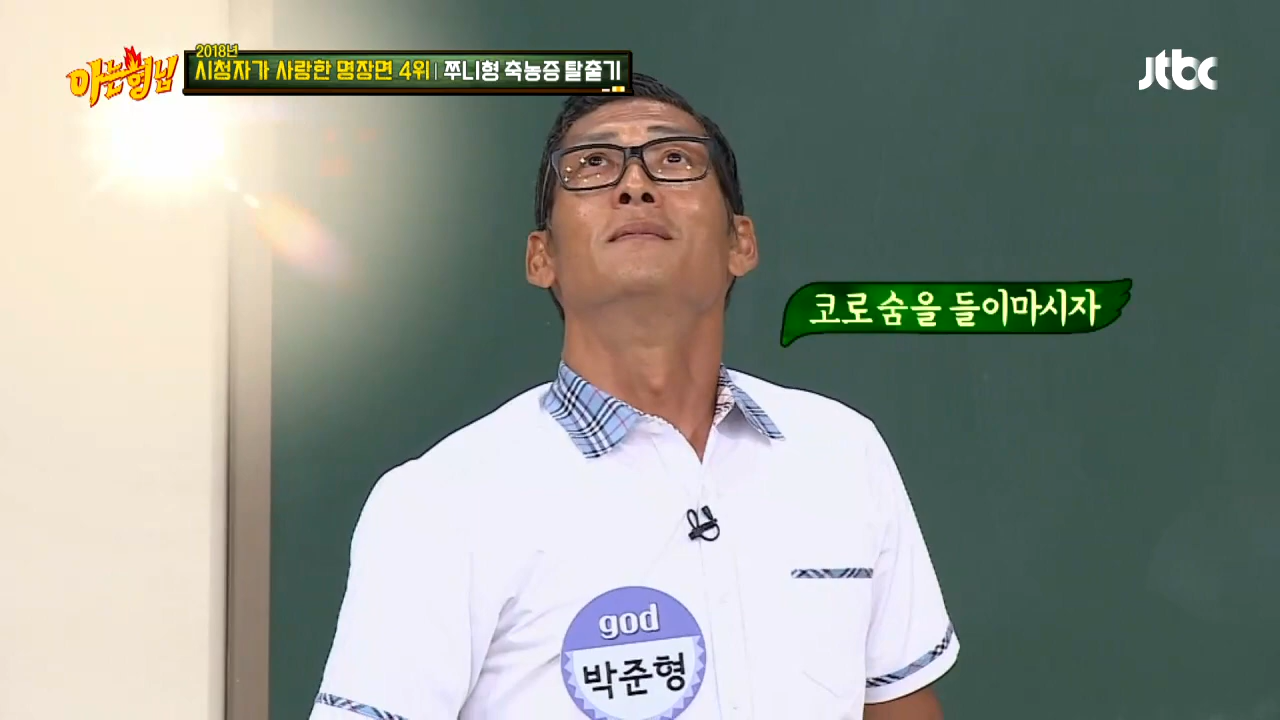 아는형님
2018년
시청자가 사랑한 명장면 4위 | 쭈니형 축농증 탈출기
jtbc
코로 숨을 들이마시자
god
박준형